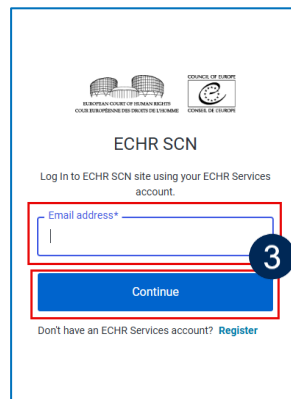 COUNCIL OF EUROPE
EUROPEAN COURT OF HUMAN RIGHTS
COUR EUROPÉENNE DES DROITS DE L'HOMME
CONSEIL DE L'EUROPE
ECHR SCN
Log In to ECHR SCN site using your ECHR Services
account.
Email address*
3
Continue
Don't have an ECHR Services account? Register